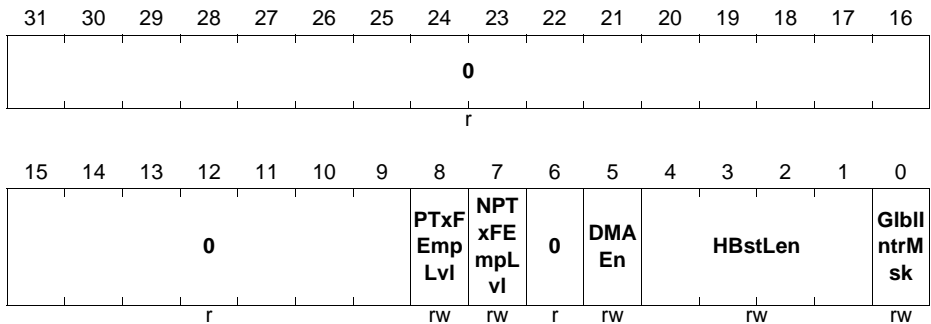 31 30 29 28 27 26 25 24 23 22 21 20 19 18 17 16
0
r
15 14 13 12 11 10 9 8 7 6 5 4 3 2 1 0
0
PTxF
Emp
Lvl
NPT
xFE
mpL
vl
0
DMA
En
HBstLen
GlblI
ntrM
sk
r rw rw r rw rw rw